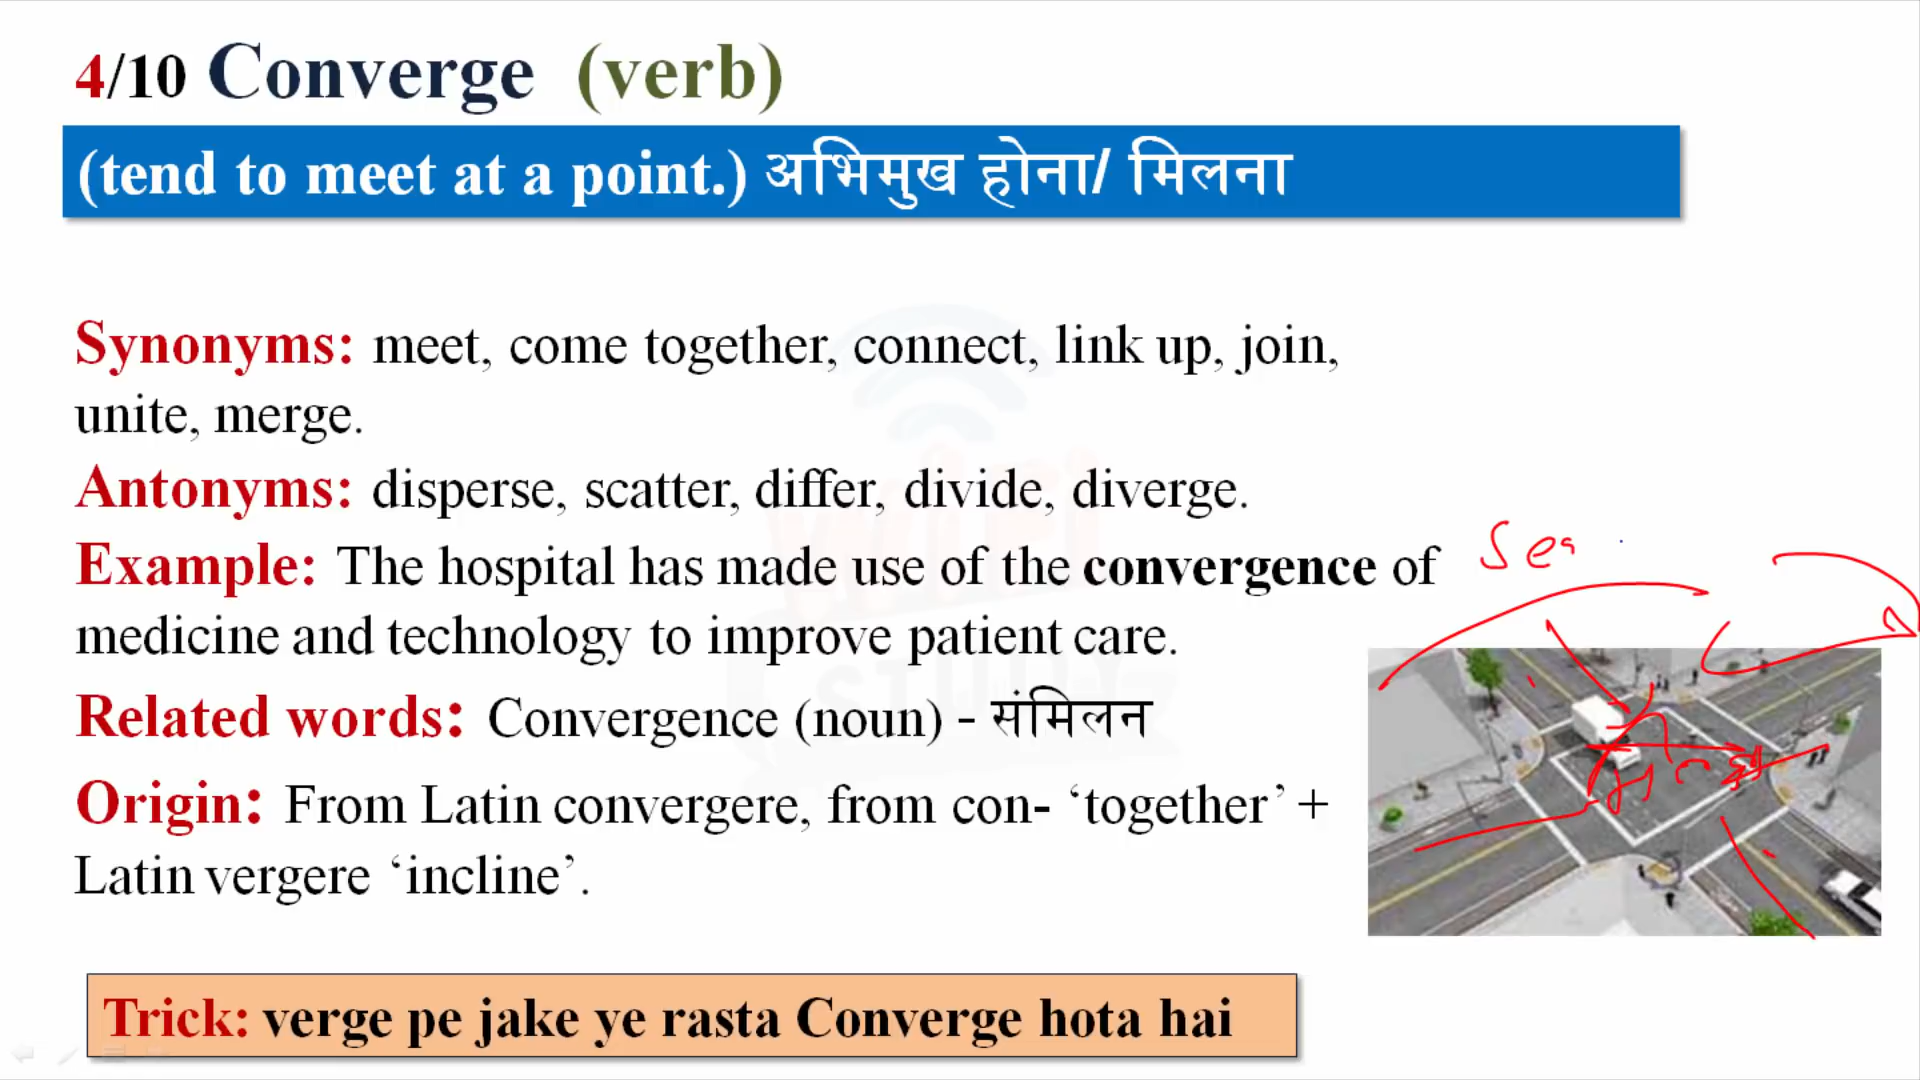 4/10 Converge (verb)
(tend to meet at a point.) अभिमुख होना/ मिलना
Synonyms: meet, come together, connect, link up, join,
unite, merge.
Antonyms: disperse, scatter, differ, divide, diverge.
Example: The hospital has made use of the convergence of
medicine and technology to improve patient care.
Related words: Convergence (noun) - संमिलन
Origin: From Latin convergere, from con- ‘together’ +
Latin vergere ‘incline’.
Trick: verge pe jake ye rasta Converge hota hai
wifi
STUDY